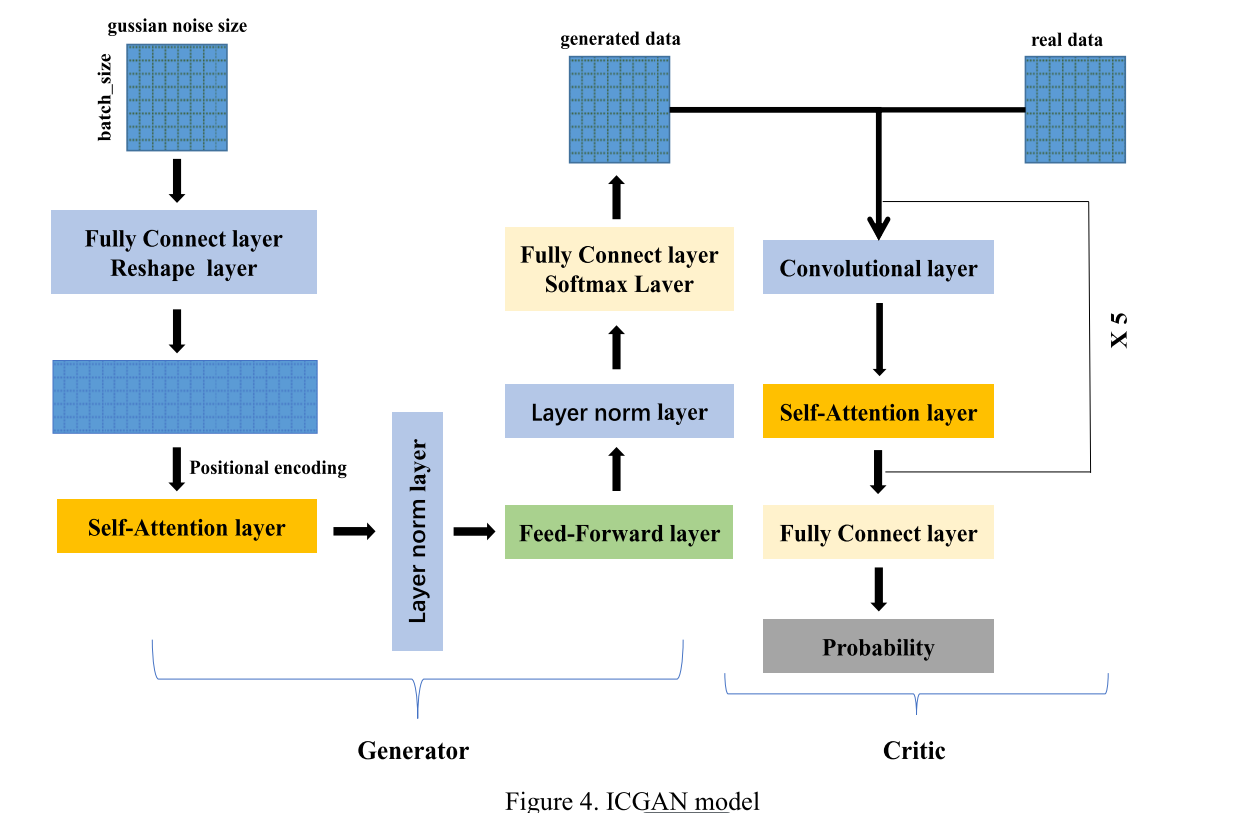 gussian noise size
batch_size
Fully Connect layer
Reshape layer
Positional encoding
Self-Attention layer
Layer norm layer
Feed-Forward layer
Layer norm layer
Fully Connect layer
Softmax Layer
generated data
real data
Convolutional layer
Self-Attention layer
X 5
Fully Connect layer
Probability
Generator
Critic
Figure 4. ICGAN model